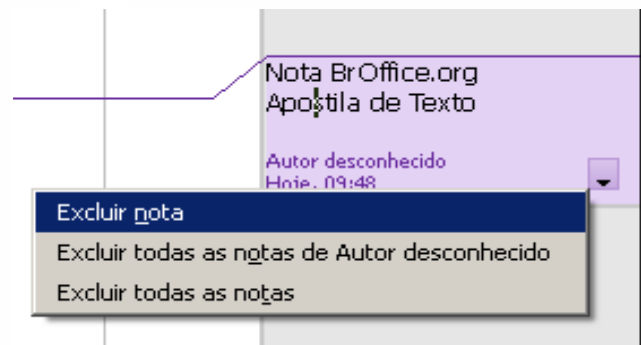 Nota BrOffice.org
Apostila de Texto
Autor desconhecido
Hoje, 09:48
Excluir nota
Excluir todas as notas de Autor desconhecido
Excluir todas as notas